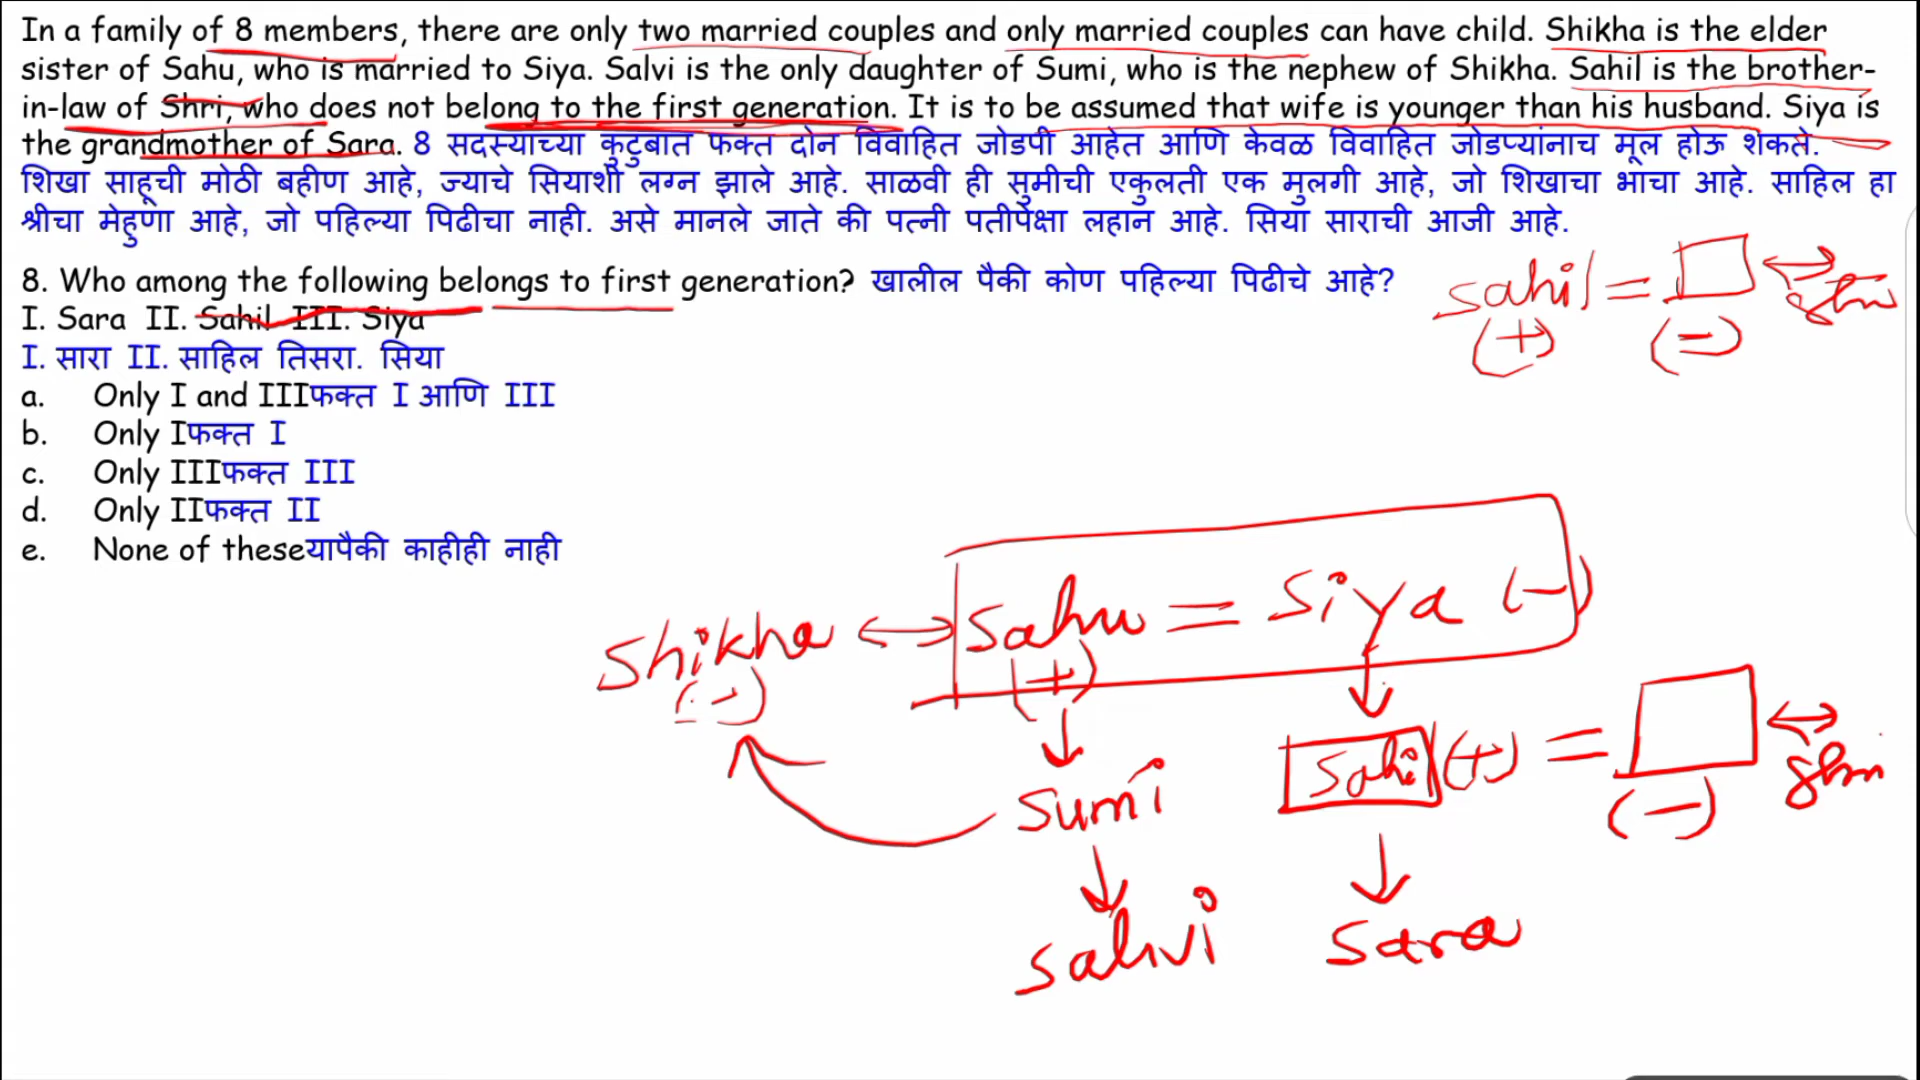 In a family of 8 members, there are only two married couples and only married couples can have child. Shikha is the elder
sister of Sahu, who is married to Siya. Salvi is the only daughter of Sumi, who is the nephew of Shikha. Sahil is the brother-
in-law of Shri, who does not belong to the first generation. It is to be assumed that wife is younger than his husband. Siya is
the grandmother of Sara. 8 सदस्यांच्या कुटुंबात फक्त दोन विवाहित जोडपी आहेत आणि केवळ विवाहित जोडप्यांनाच मूल होऊ शकते.
शिखा साहूची मोठी बहीण आहे, ज्याचे सियाशी लग्न झाले आहे. साळवी ही सुमीची एकुलती एक मुलगी आहे, जो शिखाचा भाचा आहे. साहिल हा
श्रीचा मेहुणा आहे, जो पहिल्या पिढीचा नाही. असे मानले जाते की पत्नी पतीपेक्षा लहान आहे. सिया साराची आजी आहे.
8. Who among the following belongs to first generation? खालील पैकी कोण पहिल्या पिढीचे आहे?
I. Sara II. Sahil III. Siya
I. सारा II. साहिल तिसरा. सिया
a. Only I and IIIफक्त I आणि III
b. Only Iफक्त I
c. Only IIIफक्त III
d. Only IIफक्त II
e. None of theseयापैकी काहीही नाही
Sahil = ↔ Shri
(+) (-)
Shikha ↔ Sahu = Siya (-)
(-) (+)
Sumi Sahil (+) = ↔ Shri
(-)
Salvi Sara